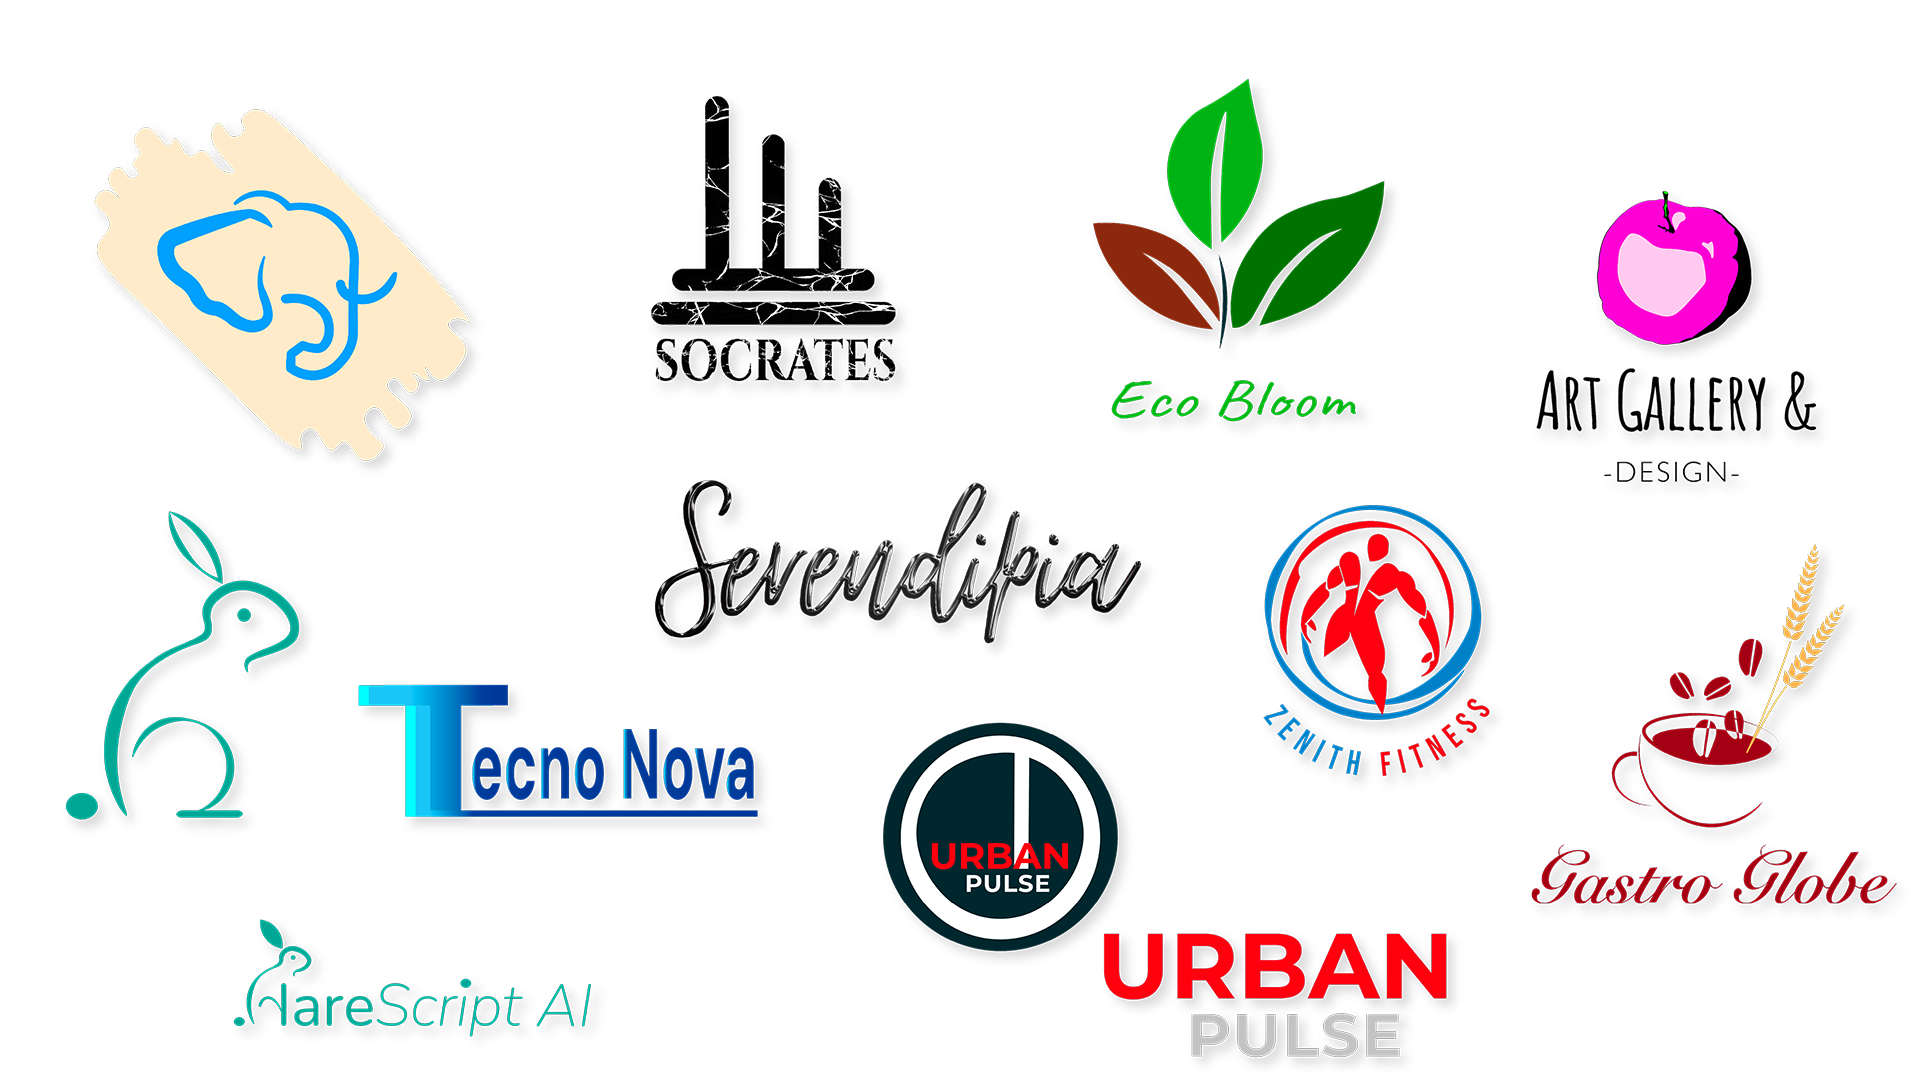 SOCRATES
Eco Bloom
ART GALLERY &
-DESIGN-
Serendipia
Tecno Nova
ZENITH FITNESS
URBAN
PULSE
Gastro Globe
HareScript AI
URBAN
PULSE